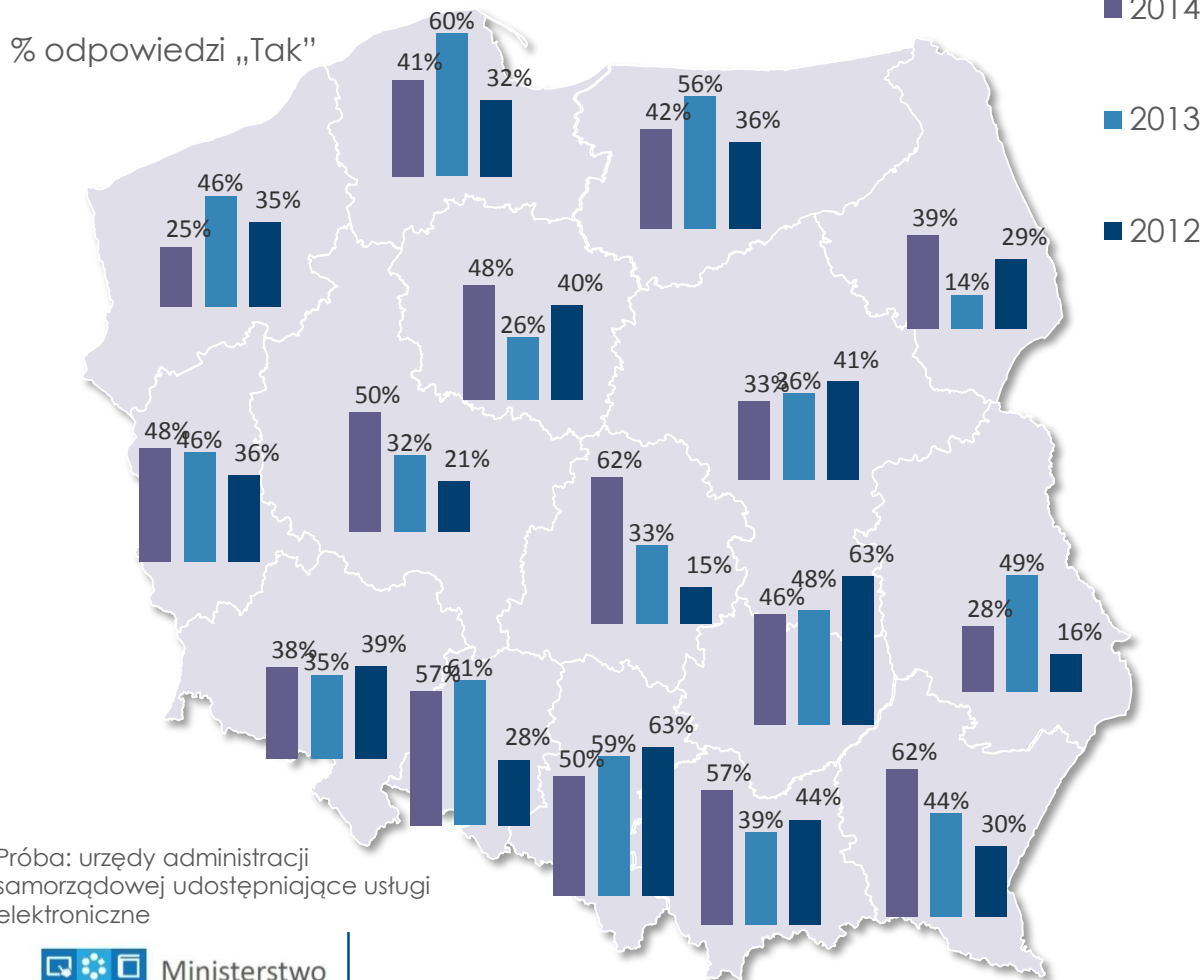 2014
% odpowiedzi „Tak”
2013
2012
41% 60% 32%
42% 56% 36%
25% 46% 35%
39% 14% 29%
48% 26% 40%
33% 36% 41%
50% 32% 21%
48% 46% 36%
62% 33% 15%
46% 48% 63%
28% 49% 16%
38% 35% 39%
57% 61% 28%
50% 59% 63%
57% 39% 44%
62% 44% 30%
Próba: urzędy administracji
samorządowej udostępniające usługi
elektroniczne
Ministerstwo